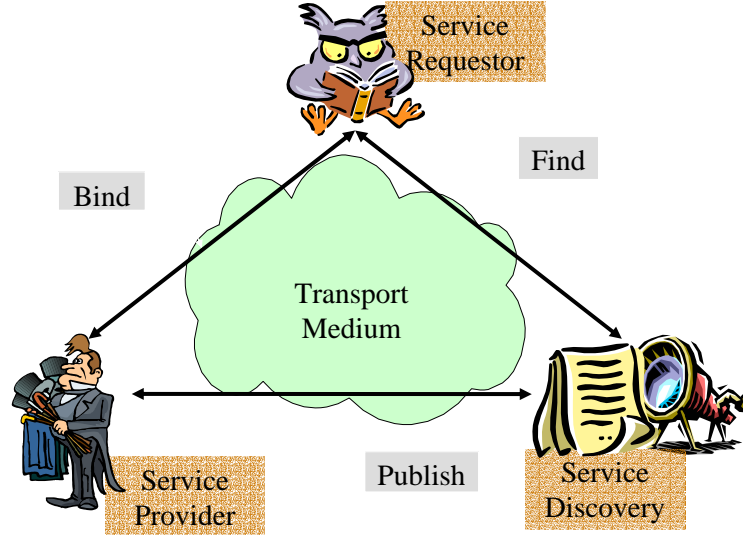 Service
Requestor
Find
Bind
Transport
Medium
Publish
Service
Provider
Service
Discovery